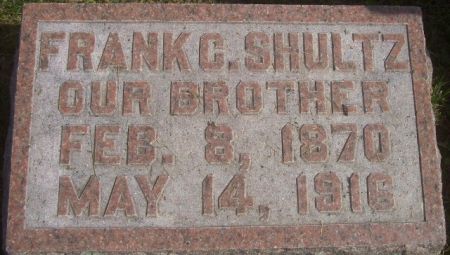 FRANK C. SHULTZ
OUR BROTHER
FEB. 8, 1870
MAY 14, 1916